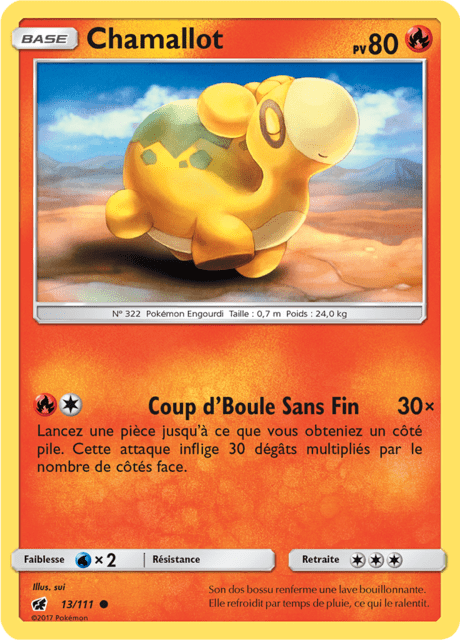 BASE Chamallot PV80
N° 322 Pokémon Engourdi Taille : 0,7 m Poids : 24,0 kg
Coup d'Boule Sans Fin 30×
Lancez une pièce jusqu'à ce que vous obteniez un côté
pile. Cette attaque inflige 30 dégâts multipliés par le
nombre de côtés face.
Faiblesse ×2 Résistance Retraite
Illus. sui
13/111
©2017 Pokémon
Son dos bossu renferme une lave bouillonnante.
Elle refroidit par temps de pluie, ce qui le ralentit.